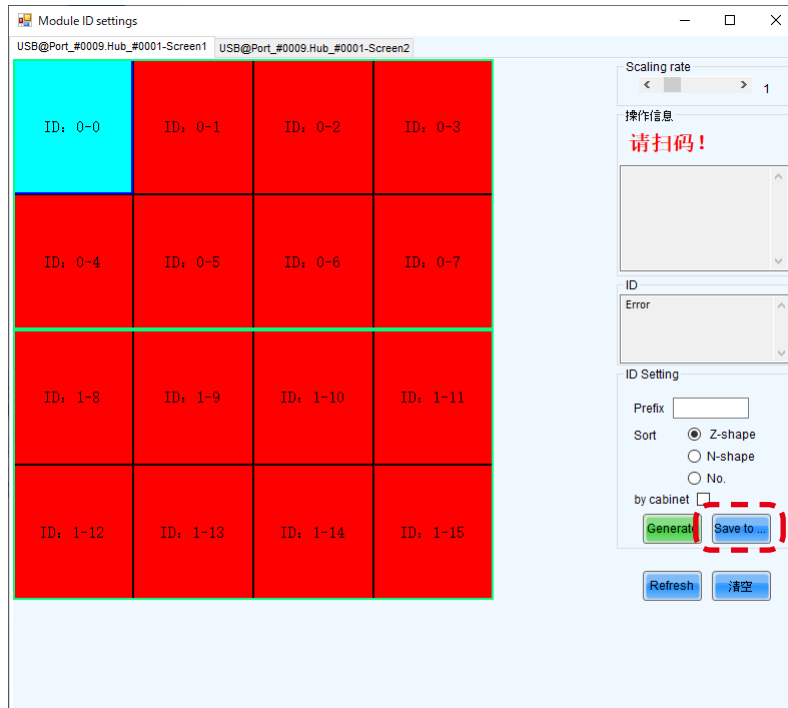 Module ID settings
USB@Port_#0009.Hub_#0001-Screen1 USB@Port_#0009.Hub_#0001-Screen2
ID: 0-0 ID: 0-1 ID: 0-2 ID: 0-3
ID: 0-4 ID: 0-5 ID: 0-6 ID: 0-7
ID: 1-8 ID: 1-9 ID: 1-10 ID: 1-11
ID: 1-12 ID: 1-13 ID: 1-14 ID: 1-15
Scaling rate
1
操作信息
请扫码!
ID
Error
ID Setting
Prefix
Sort Z-shape
N-shape
No.
by cabinet
Generate Save to ...
Refresh 清空